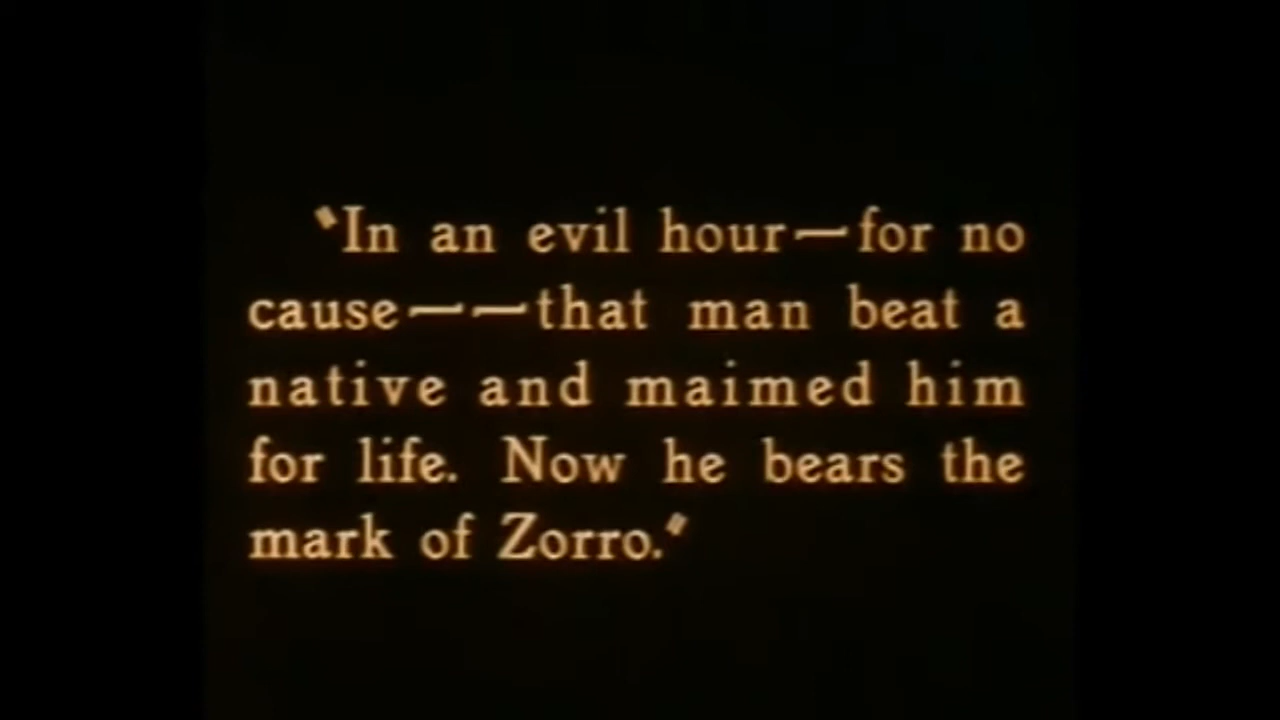 "In an evil hour—for no
cause——that man beat a
native and maimed him
for life. Now he bears the
mark of Zorro."